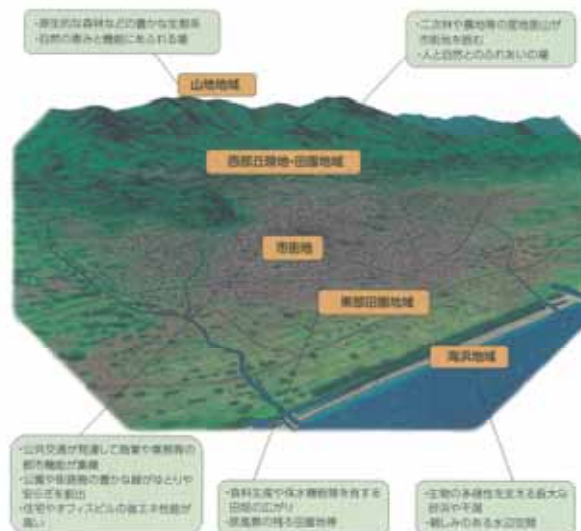 ・原生的な森林などの豊かな生態系
・自然の恵みと機能にあふれる場
・二次林や農地等の里地里山が
市街地を囲む
・人と自然とのふれあいの場
山地地域
西部丘陵地・田園地域
市街地
東部田園地域
海浜地域
・公共交通が発達して商業や業務等の
都市機能が集積
・公園や街路樹の豊かな緑がゆとりや
安らぎを創出
・住宅やオフィスビルの省エネ性能が
高い
・食料生産や保水機能等を有する
田畑の広がり
・原風景の残る田園地帯
・生物の多様性を支える長大な
砂浜や干潟
・親しみのある水辺空間